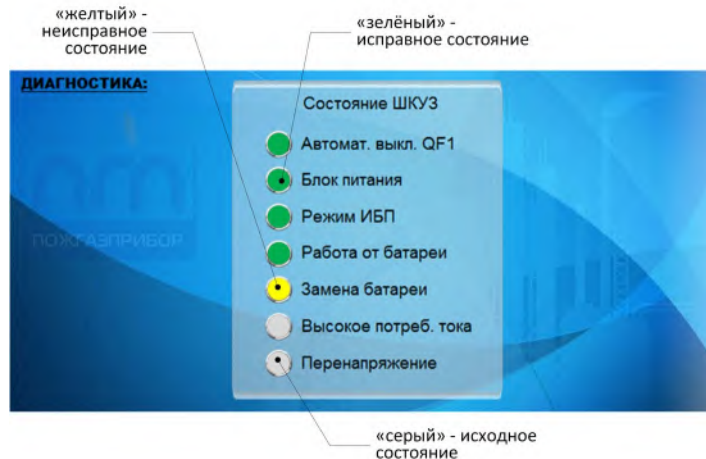 «желтый» -
неисправное
состояние
«зелёный» -
исправное состояние
ДИАГНОСТИКА:
Состояние ШКУЗ
Автомат. выкл. QF1
Блок питания
Режим ИБП
Работа от батареи
Замена батареи
Высокое потреб. тока
Перенапряжение
ПОЖГАЗПРИБОР
«серый» - исходное
состояние